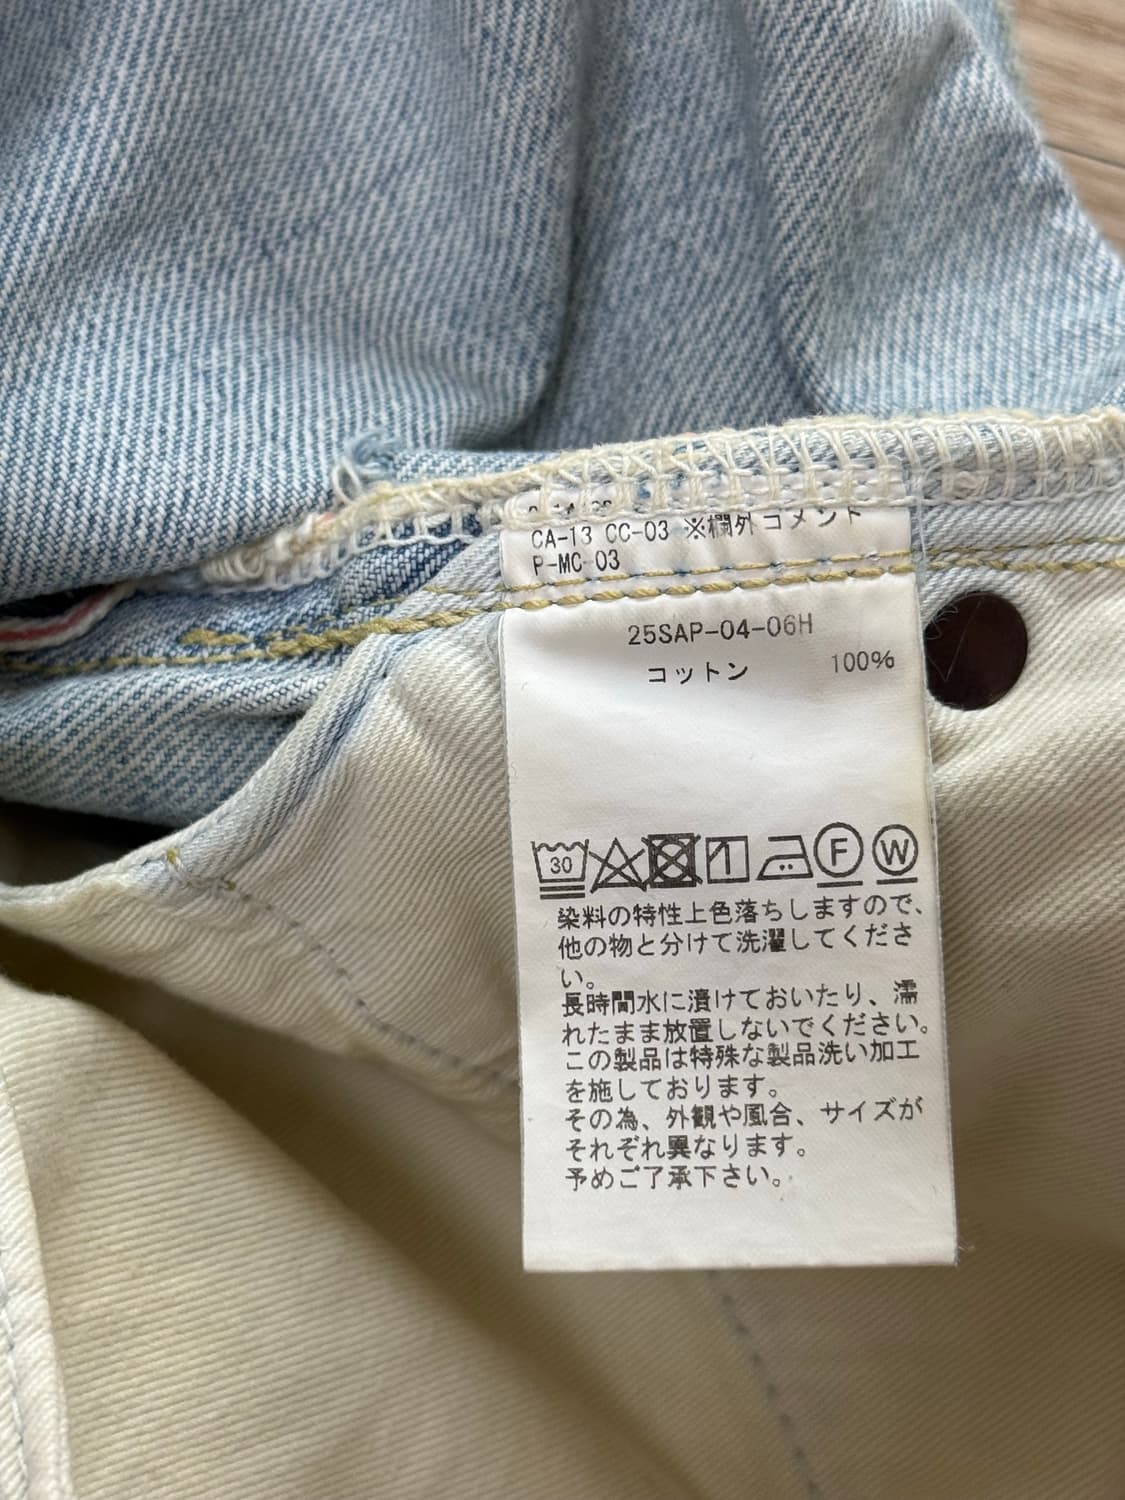 CA-13 CC-03 ※欄外コメント
P-MC-03
25SAP-04-06H
コットン 100%
30
F W
染料の特性上色落ちしますので、
他の物と分けて洗濯してくださ
い。
長時間水に漬けておいたり、濡
れたまま放置しないでください。
この製品は特殊な製品洗い加工
を施しております。
その為、外観や風合、サイズが
それぞれ異なります。
予めご了承下さい。